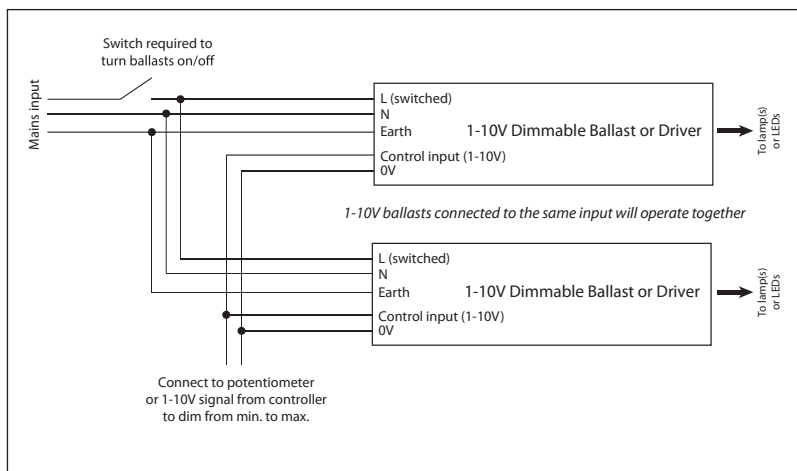 Switch required to
turn ballasts on/off
Mains input
L (switched)
N
Earth
1-10V Dimmable Ballast or Driver
Control input (1-10V)
0V
To lamp(s)
or LEDs
1-10V ballasts connected to the same input will operate together
L (switched)
N
Earth
1-10V Dimmable Ballast or Driver
Control input (1-10V)
0V
To lamp(s)
or LEDs
Connect to potentiometer
or 1-10V signal from controller
to dim from min. to max.